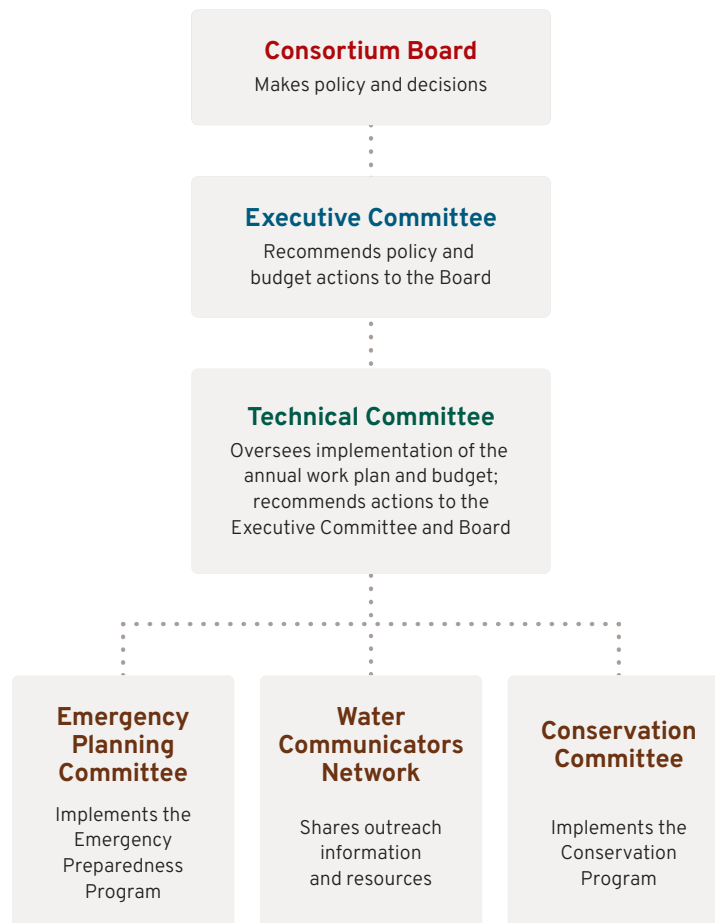 Consortium Board
Makes policy and decisions
Executive Committee
Recommends policy and
budget actions to the Board
Technical Committee
Oversees implementation of the
annual work plan and budget;
recommends actions to the
Executive Committee and Board
Emergency
Planning
Committee
Implements the
Emergency
Preparedness
Program
Water
Communicators
Network
Shares outreach
information
and resources
Conservation
Committee
Implements the
Conservation
Program